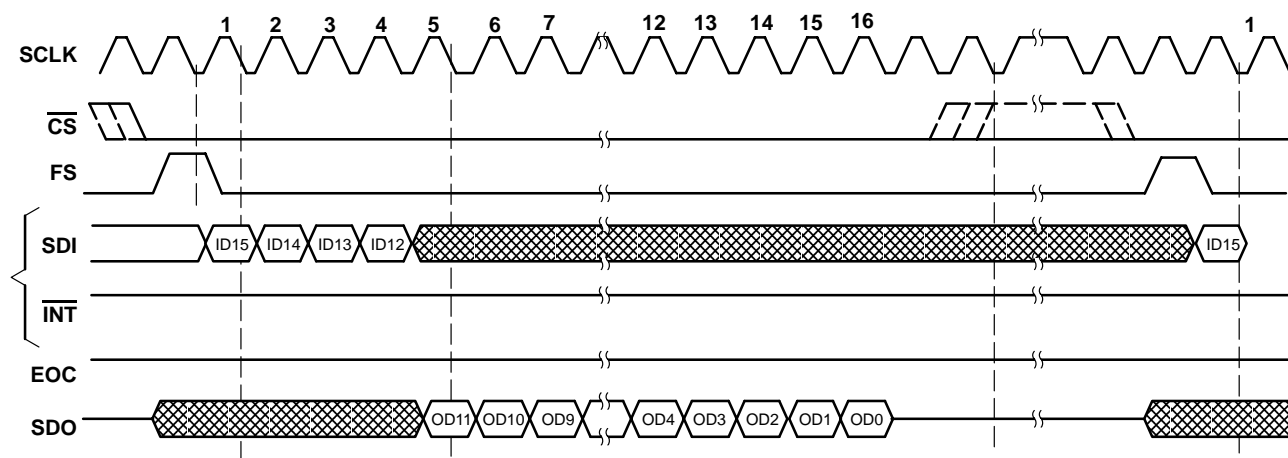 1 2 3 4 5 6 7 12 13 14 15 16 1
SCLK
CS
FS
SDI ID15 ID14 ID13 ID12 ID15
INT
EOC
SDO OD11 OD10 OD9 OD4 OD3 OD2 OD1 OD0